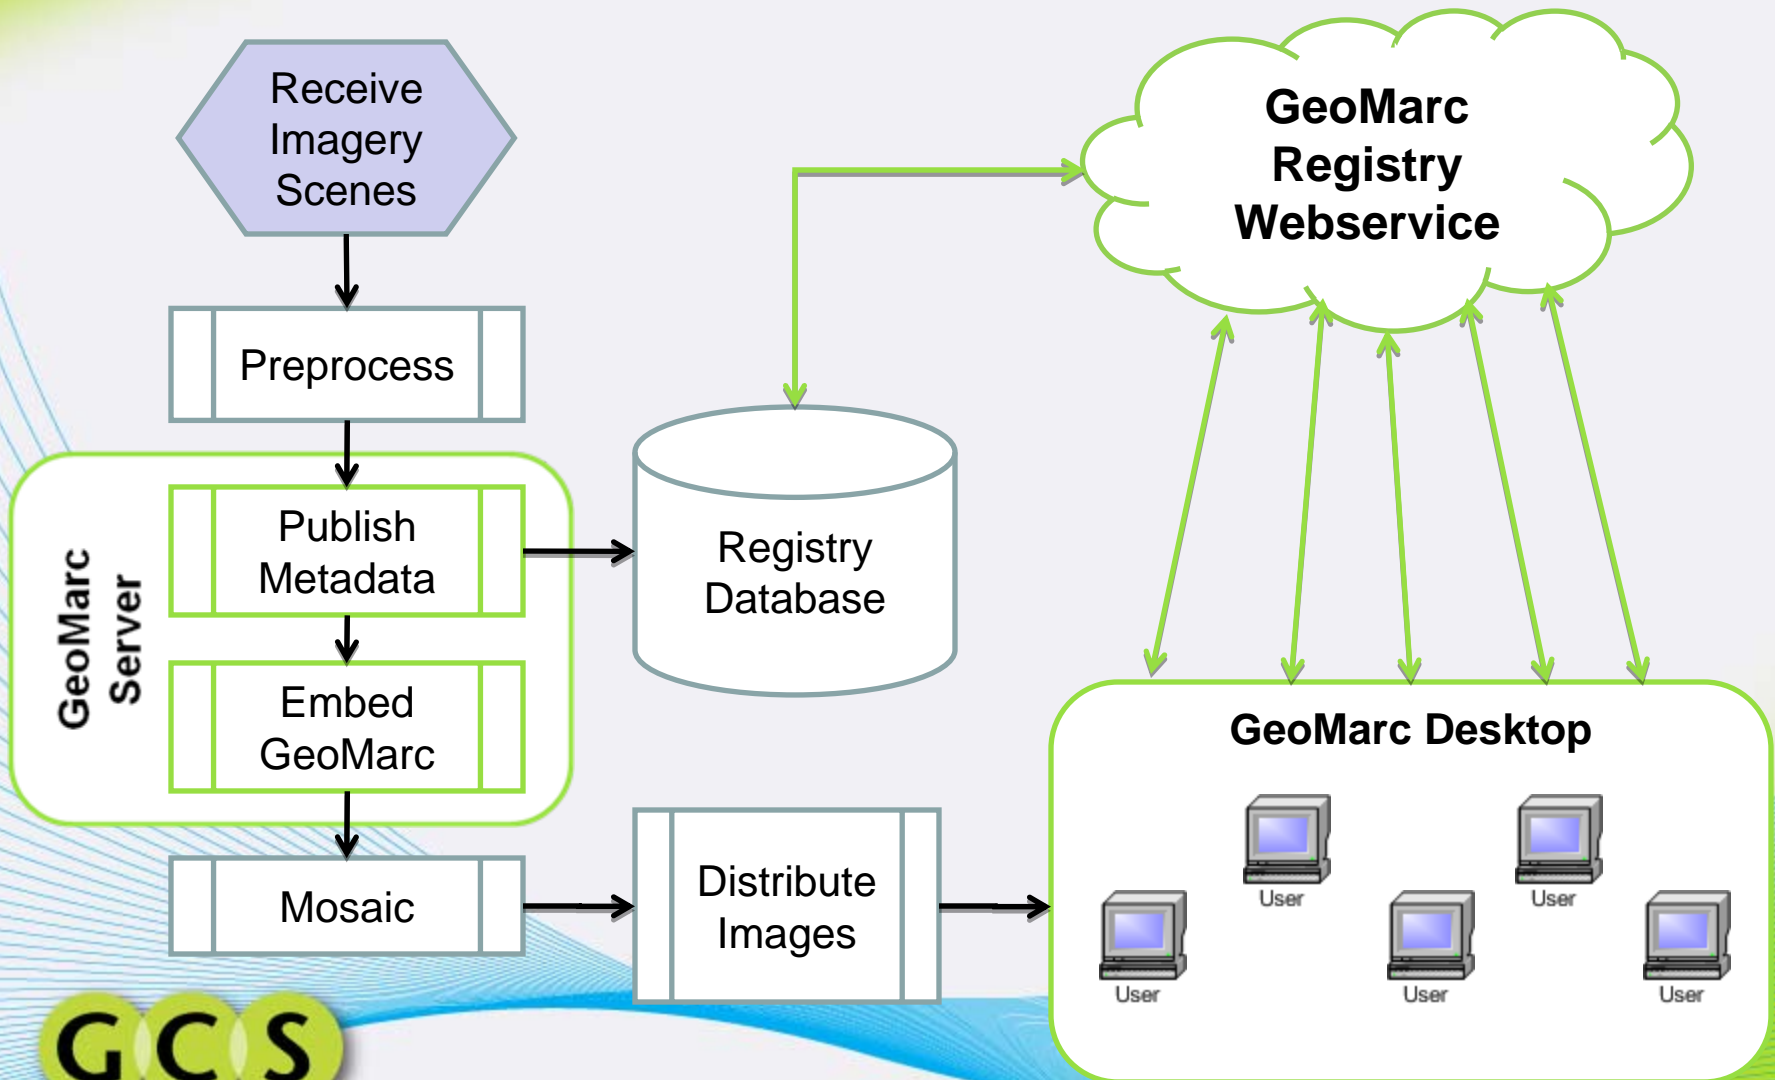 Receive
Imagery
Scenes
Preprocess
GeoMarc
Server
Publish
Metadata
Embed
GeoMarc
Mosaic
Registry
Database
Distribute
Images
GeoMarc
Registry
Webservice
GeoMarc Desktop
User
User
User
User
User
GCS